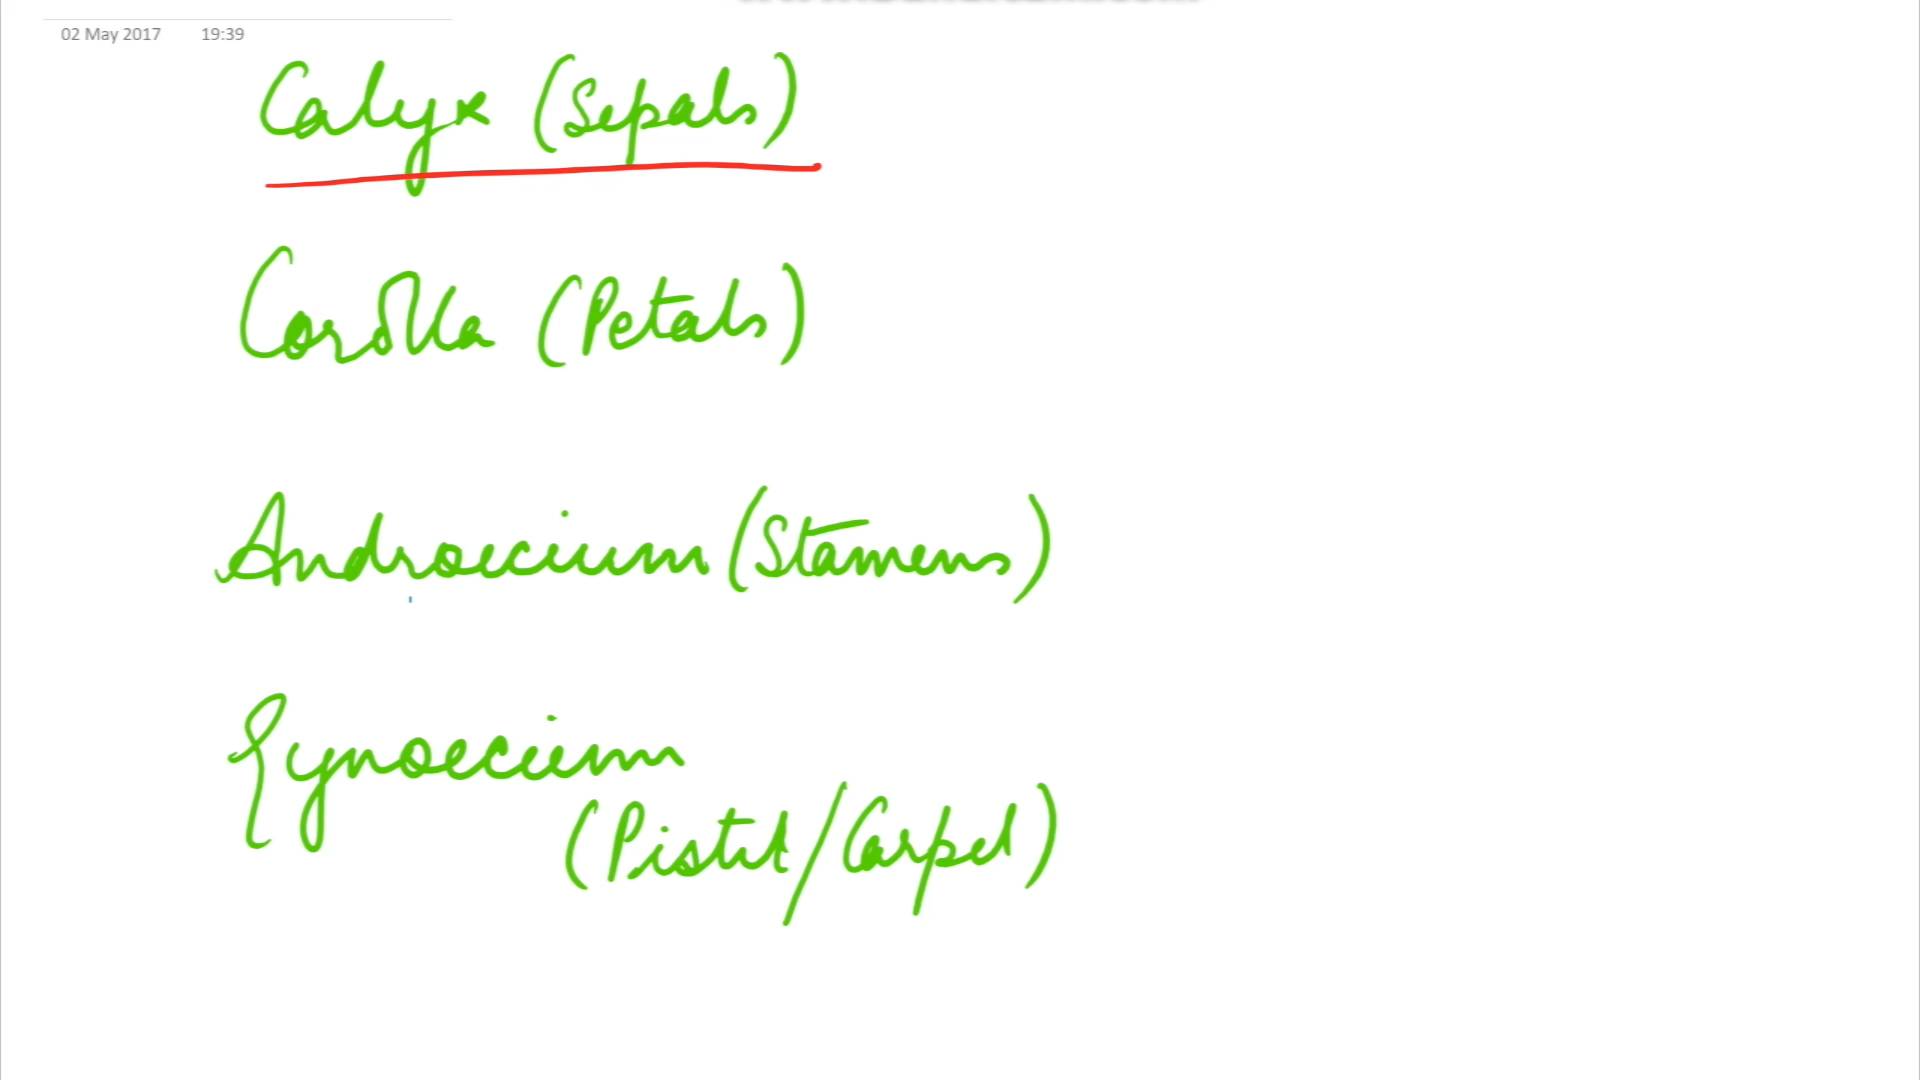 02 May 2017 19:39
Calyx (Sepals)
Corolla (Petals)
Androecium (Stamens)
Gynoecium
(Pistil/Carpel)